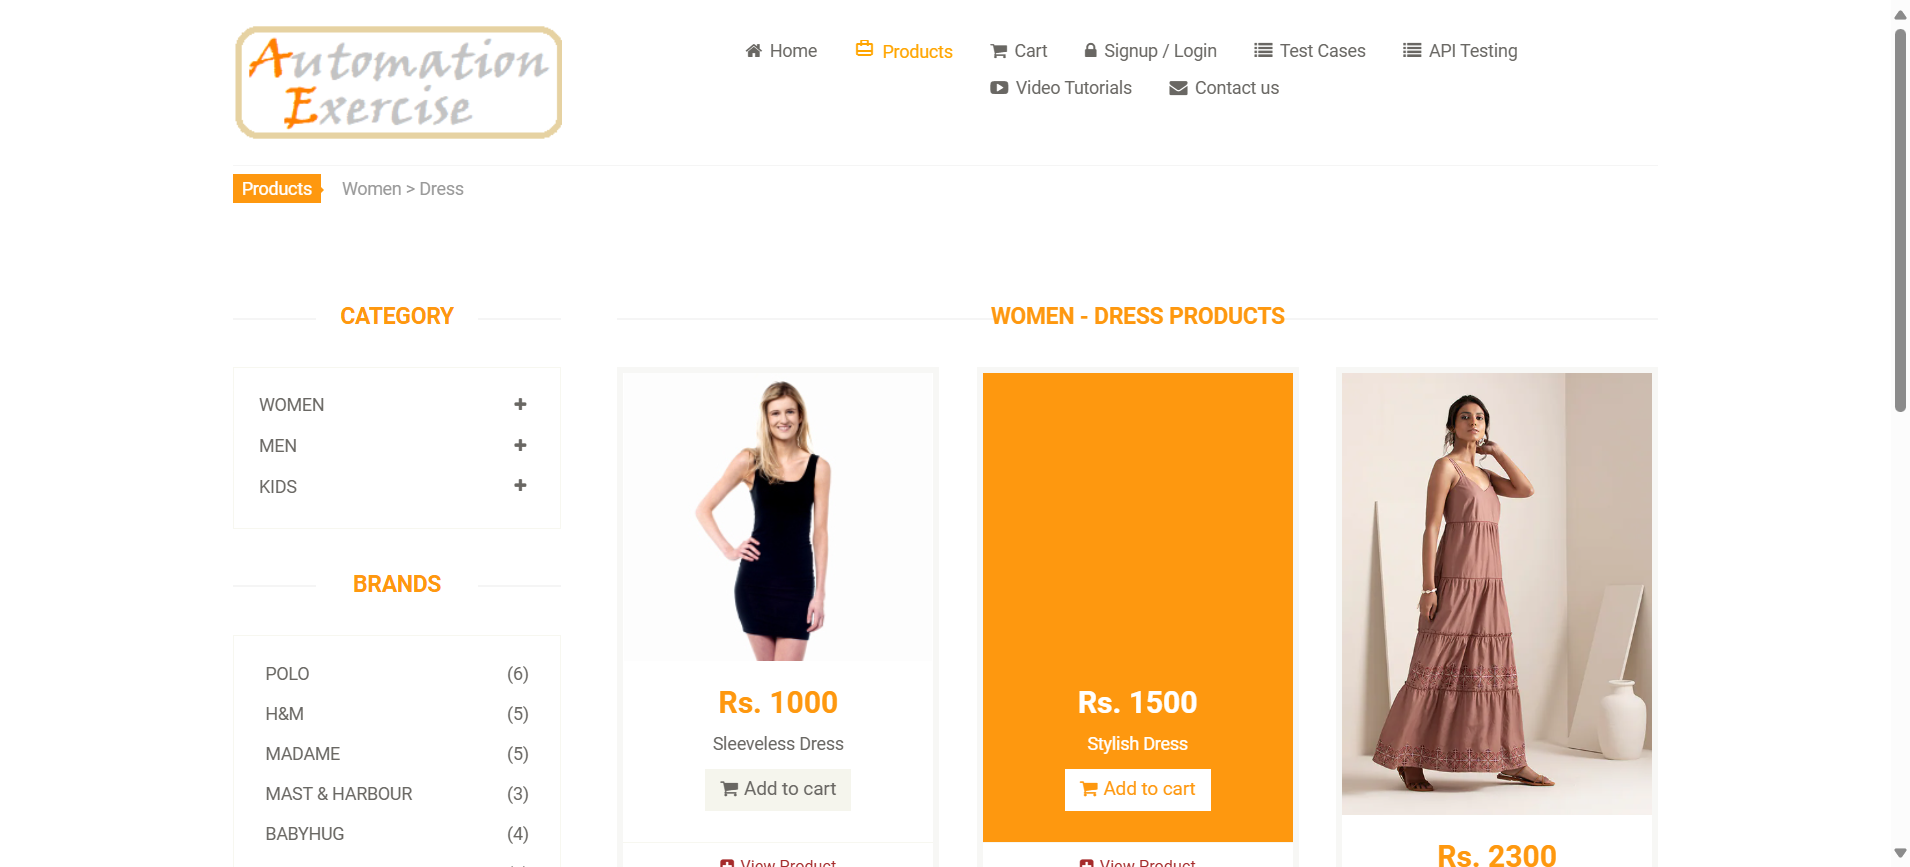 Automation
Exercise
Home
Products
Cart
Signup / Login
Test Cases
API Testing
Video Tutorials
Contact us
Products
Women > Dress
CATEGORY
WOMEN
MEN
KIDS
BRANDS
POLO (6)
H&M (5)
MADAME (5)
MAST & HARBOUR (3)
BABYHUG (4)
WOMEN - DRESS PRODUCTS
Rs. 1000
Sleeveless Dress
Add to cart
View Product
Rs. 1500
Stylish Dress
Add to cart
View Product
Rs. 2300